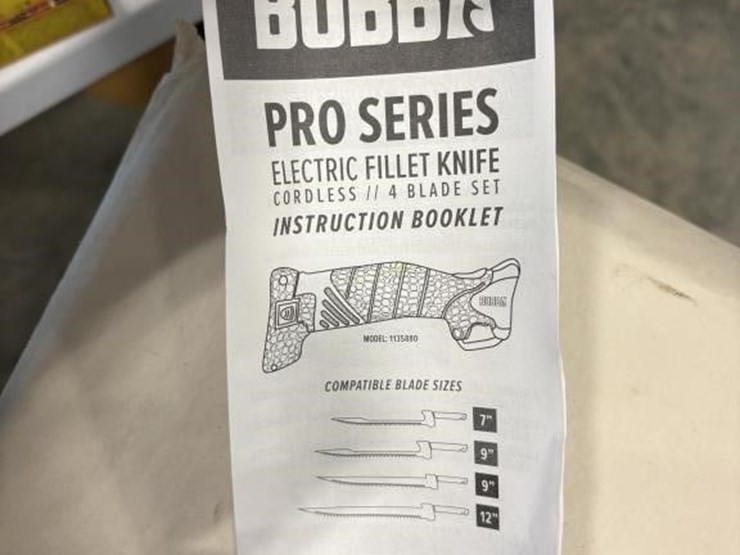 BUBBA
PRO SERIES
ELECTRIC FILLET KNIFE
CORDLESS // 4 BLADE SET
INSTRUCTION BOOKLET
BUBBA
MODEL: 1135880
COMPATIBLE BLADE SIZES
7"
9"
9"
12"